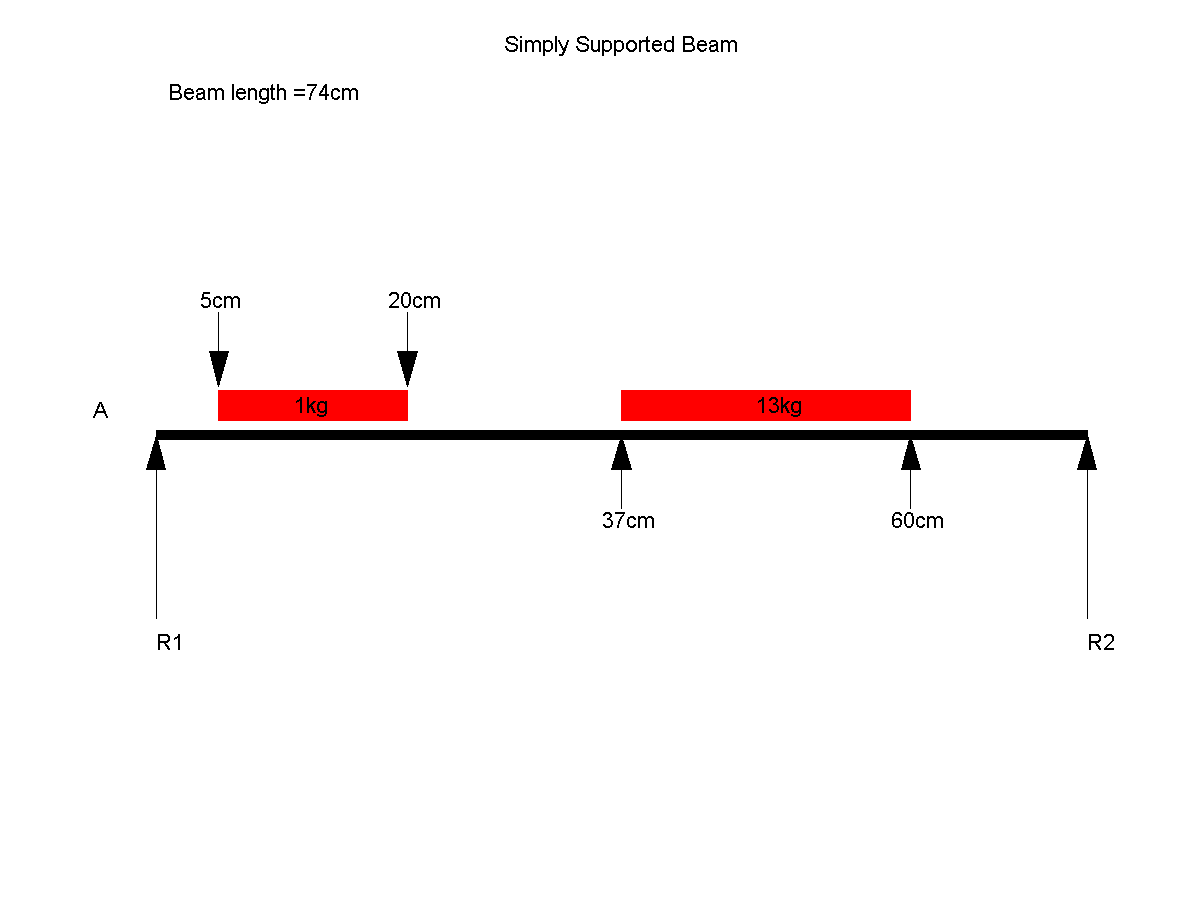 Simply Supported Beam
Beam length =74cm
5cm
20cm
A
1kg
13kg
37cm
60cm
R1
R2